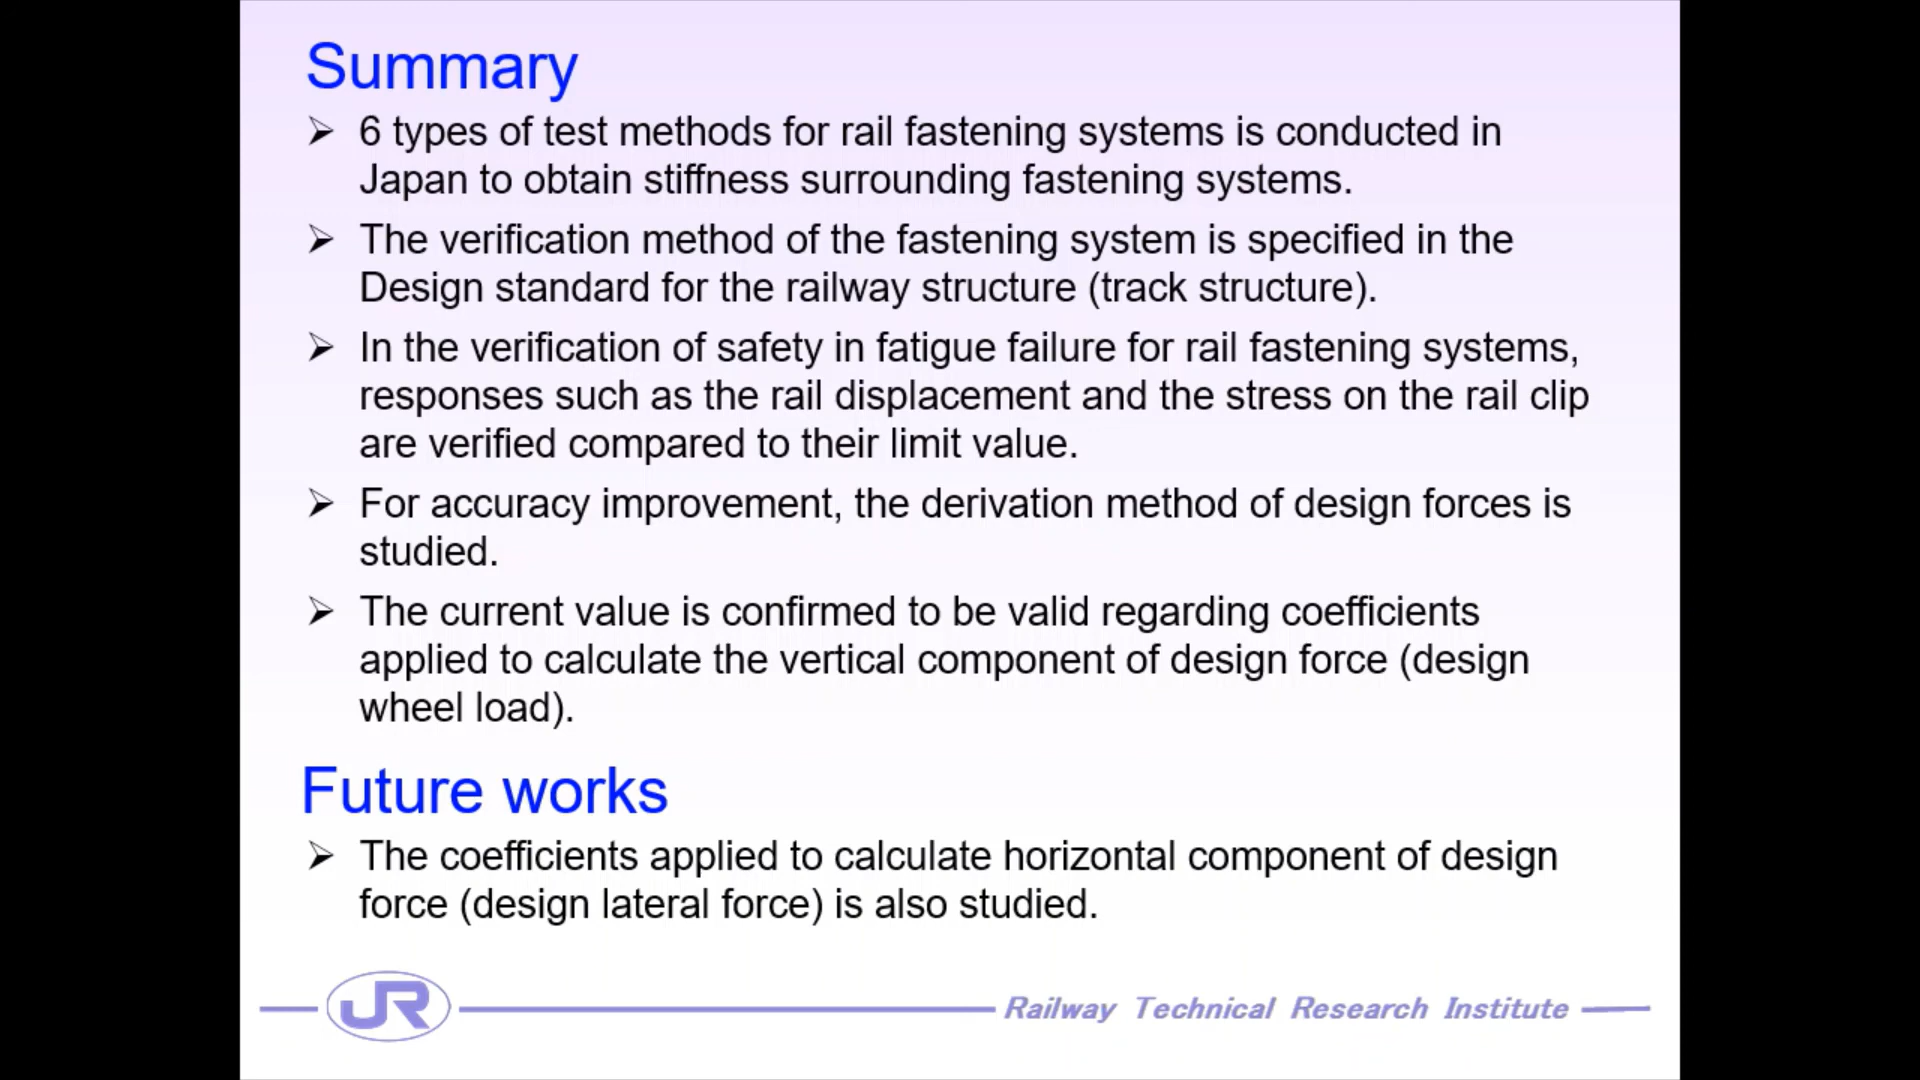 Summary
➢ 6 types of test methods for rail fastening systems is conducted in
Japan to obtain stiffness surrounding fastening systems.
➢ The verification method of the fastening system is specified in the
Design standard for the railway structure (track structure).
➢ In the verification of safety in fatigue failure for rail fastening systems,
responses such as the rail displacement and the stress on the rail clip
are verified compared to their limit value.
➢ For accuracy improvement, the derivation method of design forces is
studied.
➢ The current value is confirmed to be valid regarding coefficients
applied to calculate the vertical component of design force (design
wheel load).
Future works
➢ The coefficients applied to calculate horizontal component of design
force (design lateral force) is also studied.
JR Railway Technical Research Institute